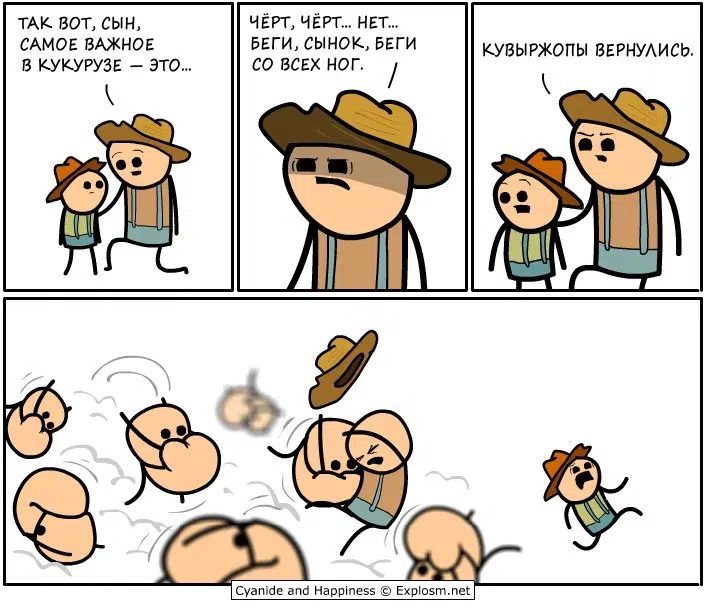 ТАК ВОТ, СЫН,
САМОЕ ВАЖНОЕ
В КУКУРУЗЕ – ЭТО...
ЧЁРТ, ЧЁРТ... НЕТ...
БЕГИ, СЫНОК, БЕГИ
СО ВСЕХ НОГ.
КУВЫРЖОПЫ ВЕРНУЛИСЬ.
Cyanide and Happiness © Explosm.net